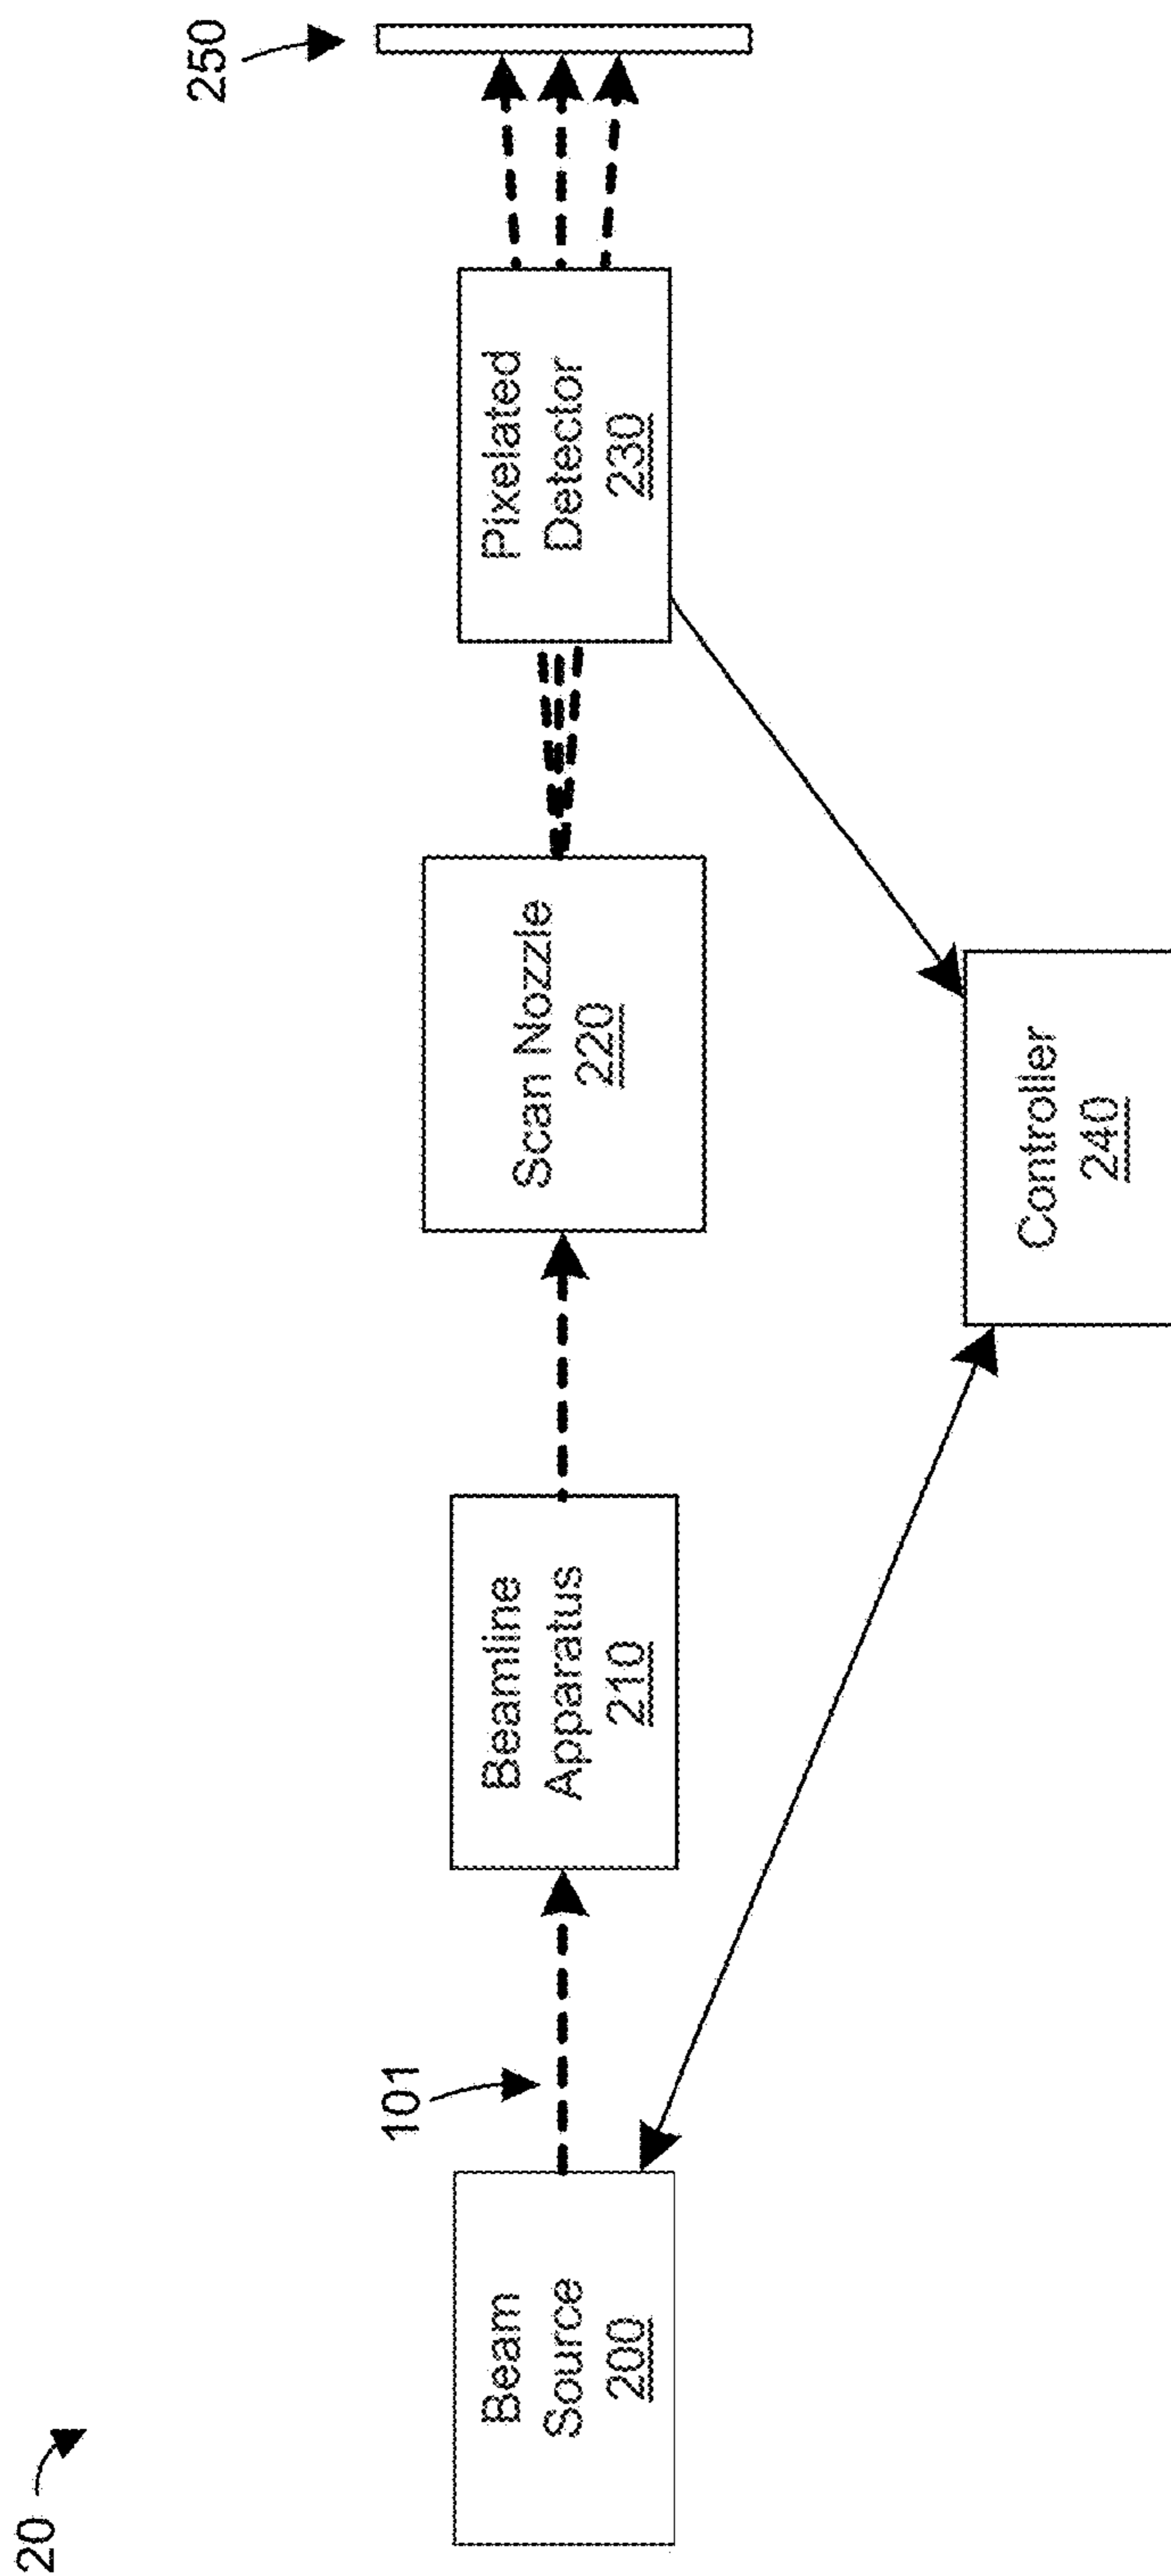 20
101
250
Beam
Source
200
Beamline
Apparatus
210
Scan Nozzle
220
Pixelated
Detector
230
Controller
240